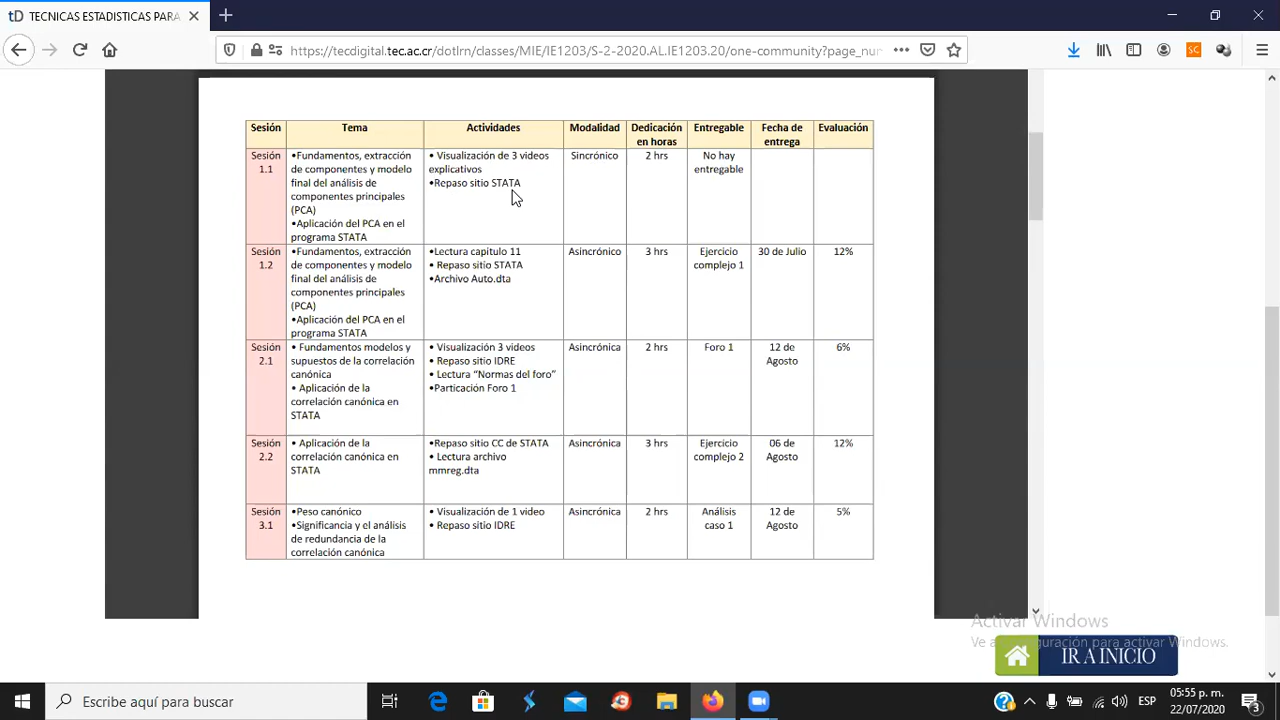 TECNICAS ESTADISTICAS PARA
https://tecdigital.tec.ac.cr/dotlrn/classes/MIE/IE1203/S-2-2020.AL.IE1203.20/one-community?page_num
Sesión
Tema
Actividades
Modalidad
Dedicación
en horas
Entregable
Fecha de
entrega
Evaluación
Sesión
1.1
•Fundamentos, extracción
de componentes y modelo
final del análisis de
componentes principales
(PCA)
•Aplicación del PCA en el
programa STATA
• Visualización de 3 videos
explicativos
•Repaso sitio STATA
Sincrónico
2 hrs
No hay
entregable
Sesión
1.2
•Fundamentos, extracción
de componentes y modelo
final del análisis de
componentes principales
(PCA)
•Aplicación del PCA en el
programa STATA
•Lectura capítulo 11
• Repaso sitio STATA
•Archivo Auto.dta
Asincrónico
3 hrs
Ejercicio
complejo 1
30 de Julio
12%
Sesión
2.1
• Fundamentos modelos y
supuestos de la correlación
canónica
• Aplicación de la
correlación canónica en
STATA
• Visualización 3 videos
• Repaso sitio IDRE
• Lectura “Normas del foro”
•Particación Foro 1
Asincrónica
2 hrs
Foro 1
12 de
Agosto
6%
Sesión
2.2
• Aplicación de la
correlación canónica en
STATA
•Repaso sitio CC de STATA
• Lectura archivo
mmreg.dta
Asincrónica
3 hrs
Ejercicio
complejo 2
06 de
Agosto
12%
Sesión
3.1
•Peso canónico
•Significancia y el análisis
de redundancia de la
correlación canónica
• Visualización de 1 video
• Repaso sitio IDRE
Asincrónica
2 hrs
Análisis
caso 1
12 de
Agosto
5%
Activar Windows
Ve a Configuración para activar Windows.
IR A INICIO
Escribe aquí para buscar
ESP
05:55 p. m.
22/07/2020